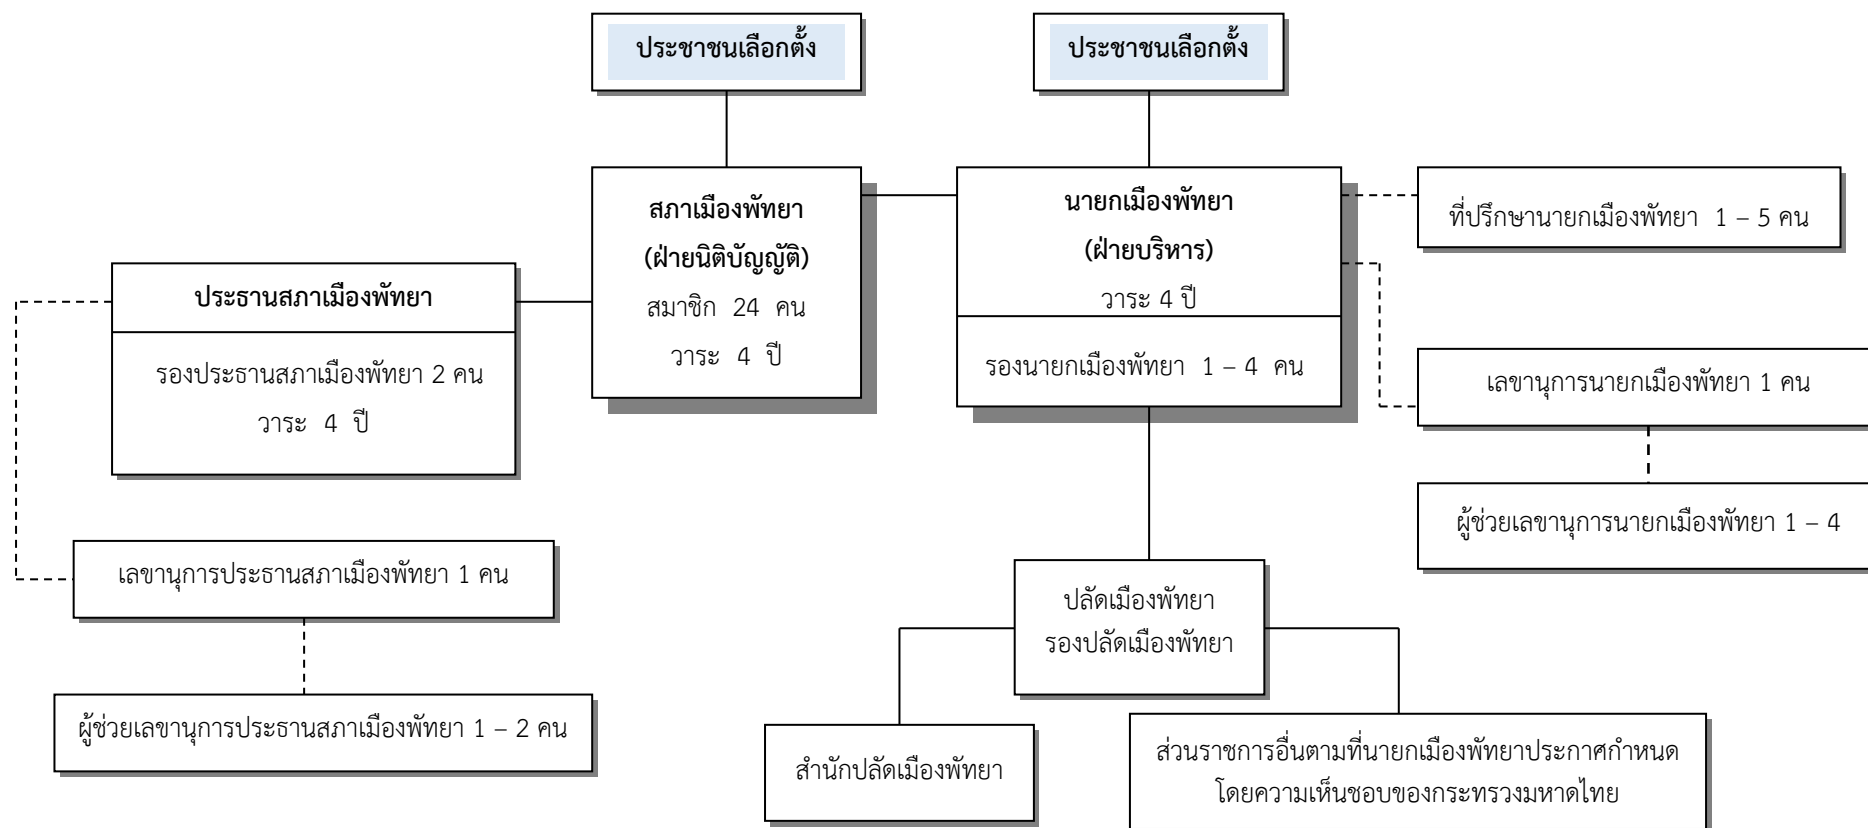 ประชาชนเลือกตั้ง
ประชาชนเลือกตั้ง
สภาเมืองพัทยา
(ฝ่ายนิติบัญญัติ)
สมาชิก 24 คน
วาระ 4 ปี
นายกเมืองพัทยา
(ฝ่ายบริหาร)
วาระ 4 ปี
รองนายกเมืองพัทยา 1 – 4 คน
ที่ปรึกษานายกเมืองพัทยา 1 – 5 คน
ประธานสภาเมืองพัทยา
รองประธานสภาเมืองพัทยา 2 คน
วาระ 4 ปี
เลขานุการนายกเมืองพัทยา 1 คน
ผู้ช่วยเลขานุการนายกเมืองพัทยา 1 – 4
เลขานุการประธานสภาเมืองพัทยา 1 คน
ผู้ช่วยเลขานุการประธานสภาเมืองพัทยา 1 – 2 คน
ปลัดเมืองพัทยา
รองปลัดเมืองพัทยา
สำนักปลัดเมืองพัทยา
ส่วนราชการอื่นตามที่นายกเมืองพัทยาประกาศกำหนด
โดยความเห็นชอบของกระทรวงมหาดไทย